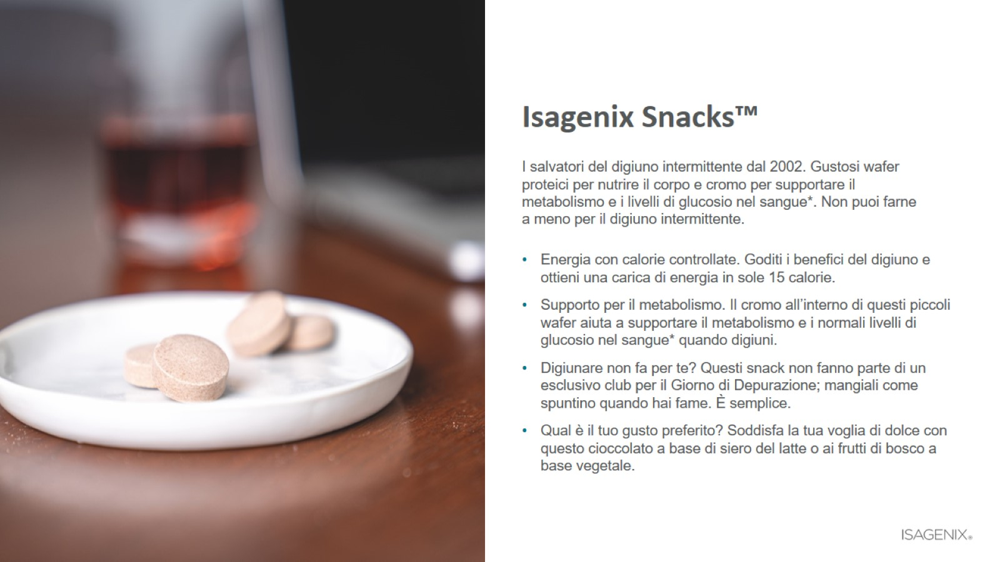 Isagenix Snacks™
I salvatori del digiuno intermittente dal 2002. Gustosi wafer
proteici per nutrire il corpo e cromo per supportare il
metabolismo e i livelli di glucosio nel sangue*. Non puoi farne
a meno per il digiuno intermittente.
• Energia con calorie controllate. Goditi i benefici del digiuno e
ottieni una carica di energia in sole 15 calorie.
• Supporto per il metabolismo. Il cromo all’interno di questi piccoli
wafer aiuta a supportare il metabolismo e i normali livelli di
glucosio nel sangue* quando digiuni.
• Digiunare non fa per te? Questi snack non fanno parte di un
esclusivo club per il Giorno di Depurazione; mangiali come
spuntino quando hai fame. È semplice.
• Qual è il tuo gusto preferito? Soddisfa la tua voglia di dolce con
questo cioccolato a base di siero del latte o ai frutti di bosco a
base vegetale.
ISAGENIX®